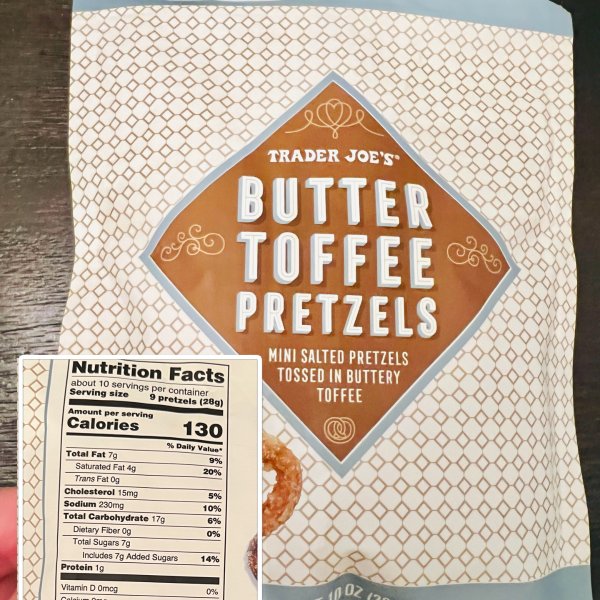 TRADER JOE'S®
BUTTER
TOFFEE
PRETZELS
MINI SALTED PRETZELS
TOSSED IN BUTTERY
TOFFEE
10 OZ
Nutrition Facts
about 10 servings per container
Serving size 9 pretzels (28g)
Amount per serving
Calories 130
% Daily Value*
Total Fat 7g 9%
Saturated Fat 4g 20%
Trans Fat 0g
Cholesterol 15mg 5%
Sodium 230mg 10%
Total Carbohydrate 17g 6%
Dietary Fiber 0g 0%
Total Sugars 7g
Includes 7g Added Sugars 14%
Protein 1g
Vitamin D 0mcg 0%